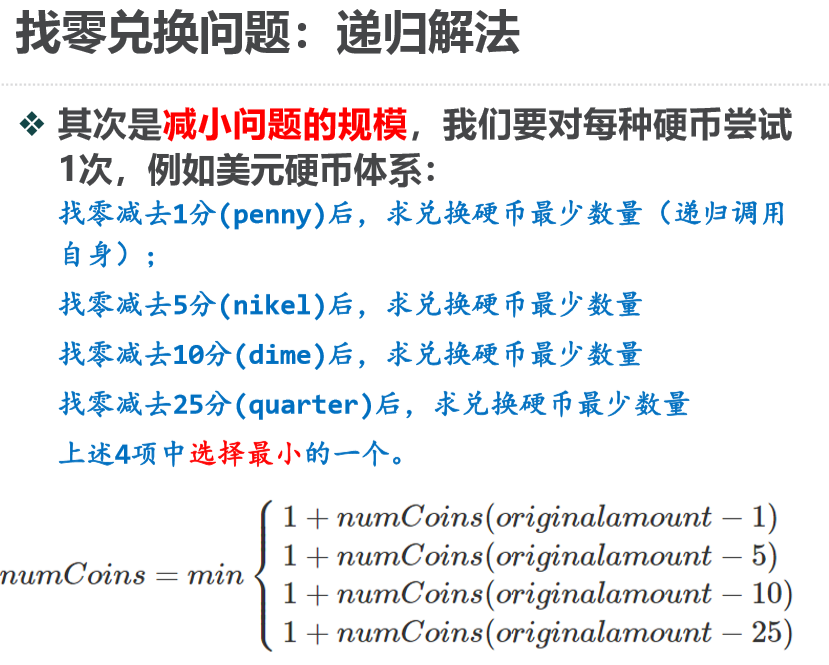 找零兑换问题：递归解法
❖ 其次是减小问题的规模，我们要对每种硬币尝试
1次，例如美元硬币体系：
找零减去1分(penny)后，求兑换硬币最少数量（递归调用
自身）；
找零减去5分(nikel)后，求兑换硬币最少数量
找零减去10分(dime)后，求兑换硬币最少数量
找零减去25分(quarter)后，求兑换硬币最少数量
上述4项中选择最小的一个。
numCoins = min {
1 + numCoins(originalamount − 1)
1 + numCoins(originalamount − 5)
1 + numCoins(originalamount − 10)
1 + numCoins(originalamount − 25)